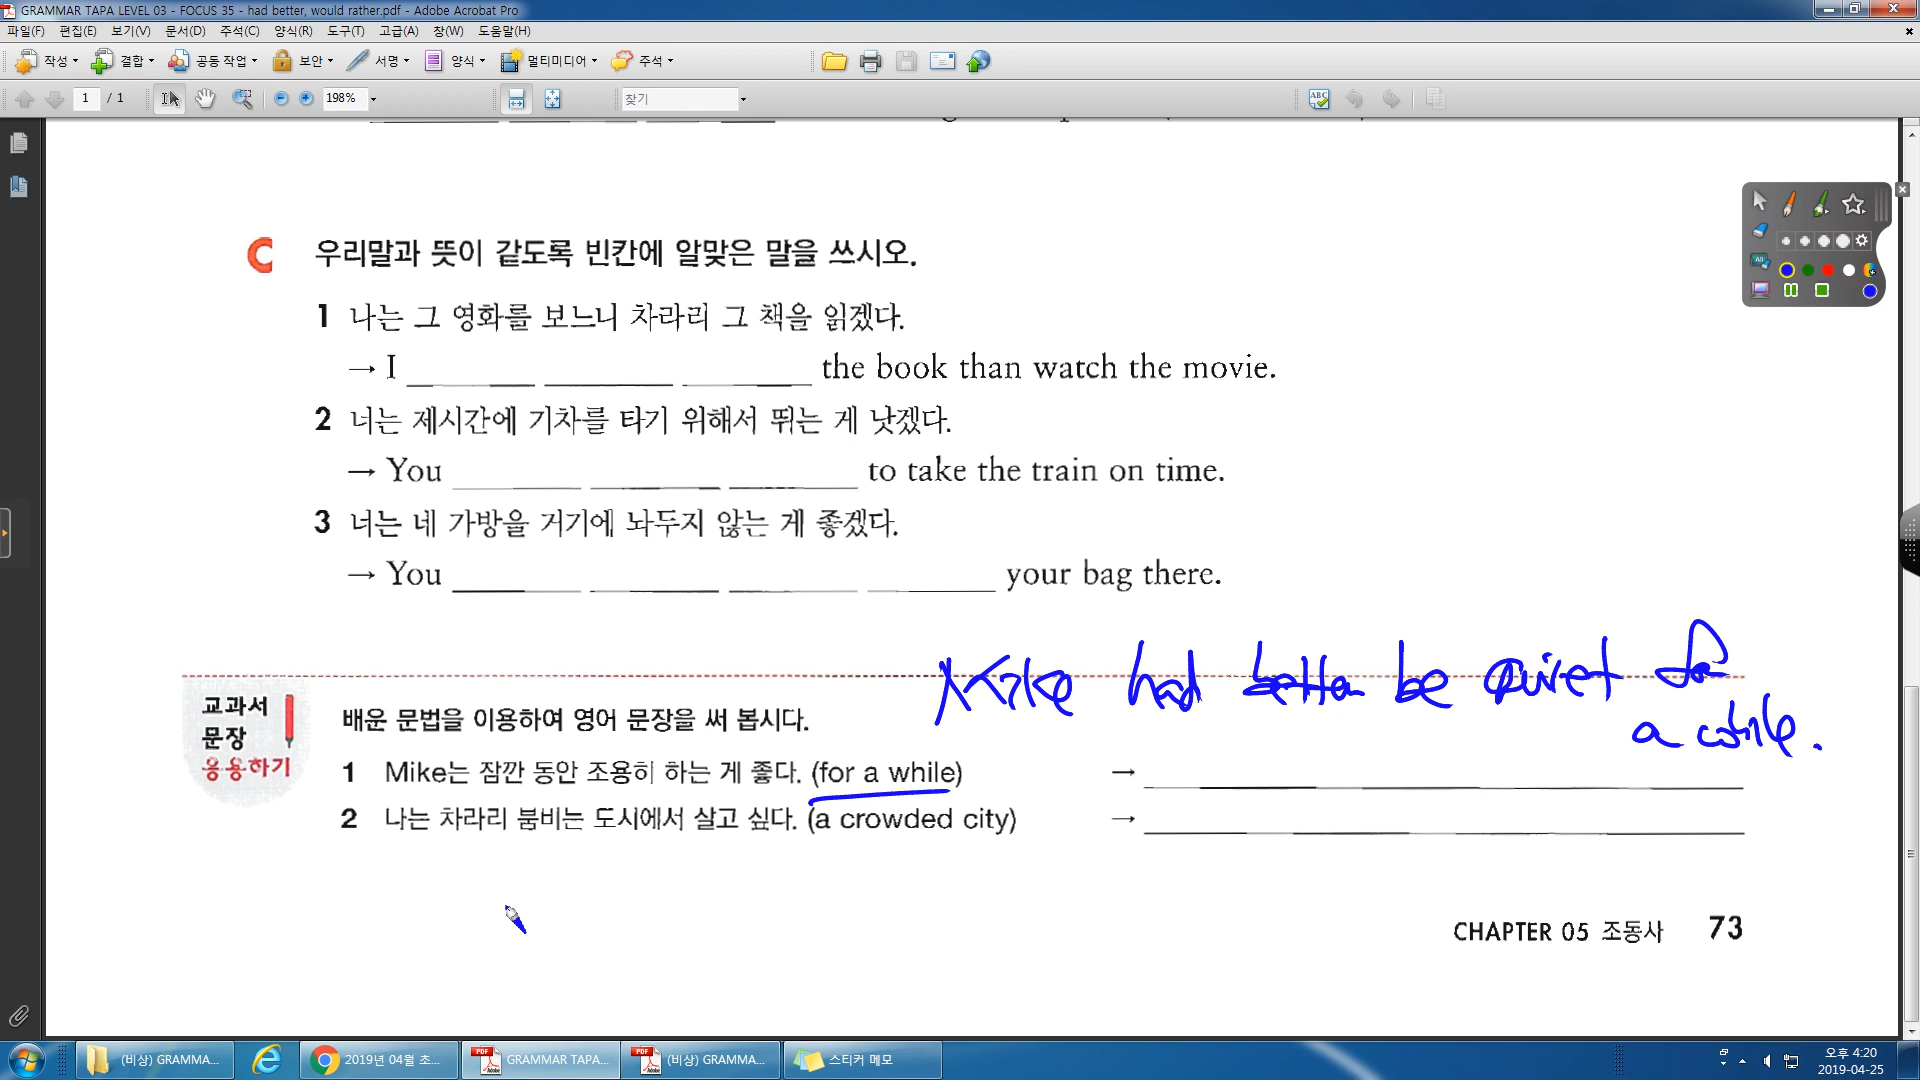 GRAMMAR TAPA LEVEL 03 - FOCUS 35 - had better, would rather.pdf - Adobe Acrobat Pro
파일(F) 편집(E) 보기(V) 문서(D) 주석(C) 양식(R) 도구(T) 고급(A) 창(W) 도움말(H)
작성 결합 공동 작업 보안 서명 양식 멀티미디어 주석
1 / 1 198% 찾기
C 우리말과 뜻이 같도록 빈칸에 알맞은 말을 쓰시오.
1 나는 그 영화를 보느니 차라리 그 책을 읽겠다.
→ I ______ ______ ______ the book than watch the movie.
2 너는 제시간에 기차를 타기 위해서 뛰는 게 낫겠다.
→ You ______ ______ ______ to take the train on time.
3 너는 네 가방을 거기에 놔두지 않는 게 좋겠다.
→ You ______ ______ ______ ______ your bag there.
Mike had better be quiet for
a while.
교과서
문장
응용하기
배운 문법을 이용하여 영어 문장을 써 봅시다.
1 Mike는 잠깐 동안 조용히 하는 게 좋다. (for a while) →
2 나는 차라리 붐비는 도시에서 살고 싶다. (a crowded city) →
CHAPTER 05 조동사 73
(비상) GRAMMA... 2019년 04월 초... GRAMMAR TAPA... (비상) GRAMMA... 스티커 메모
오후 4:20
2019-04-25